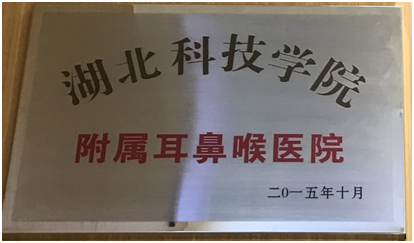 湖北科技学院
附属耳鼻喉医院
二0一五年十月